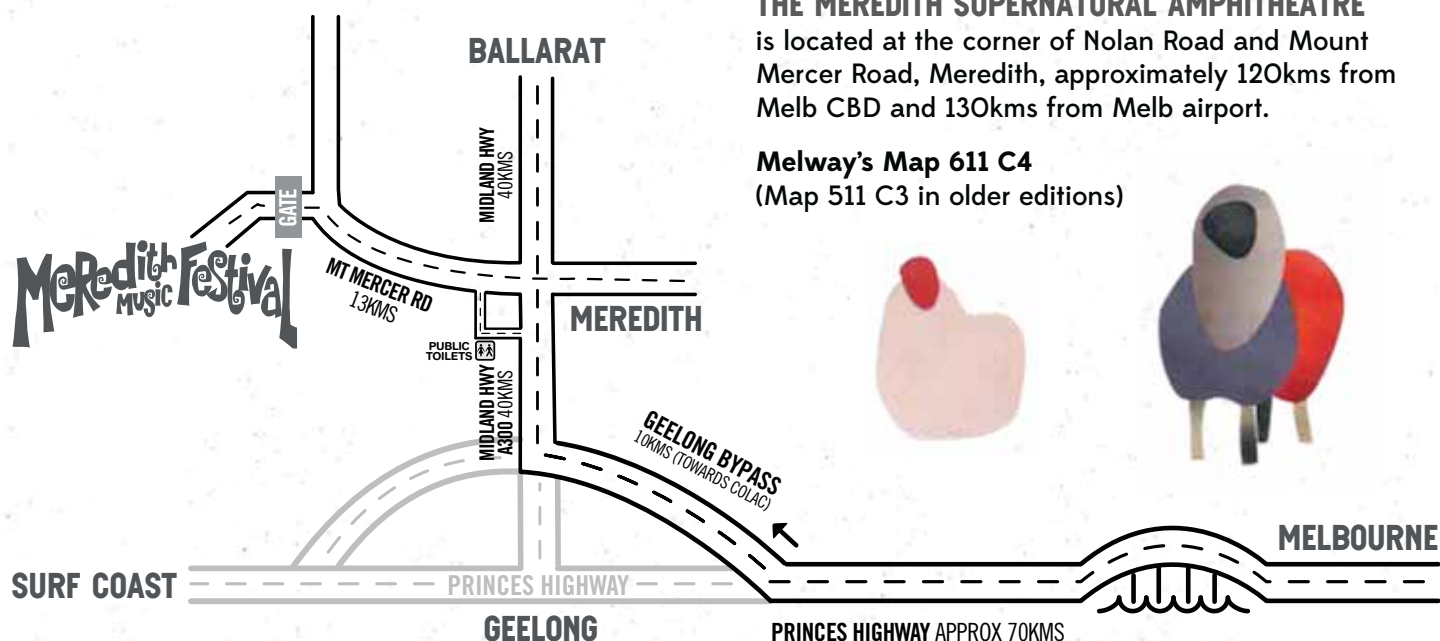 THE MEREDITH SUPERNATURAL AMPHITHEATRE
is located at the corner of Nolan Road and Mount
Mercer Road, Meredith, approximately 120kms from
Melb CBD and 130kms from Melb airport.
Melway's Map 611 C4
(Map 511 C3 in older editions)
BALLARAT
MIDLAND HWY
40KMS
GATE
MEREDITH MUSIC FESTIVAL
MT MERCER RD
13KMS
MEREDITH
PUBLIC
TOILETS
MIDLAND HWY
A300 40KMS
GEELONG BYPASS
10KMS (TOWARDS COLAC)
MELBOURNE
SURF COAST
PRINCES HIGHWAY
GEELONG
PRINCES HIGHWAY APPROX 70KMS